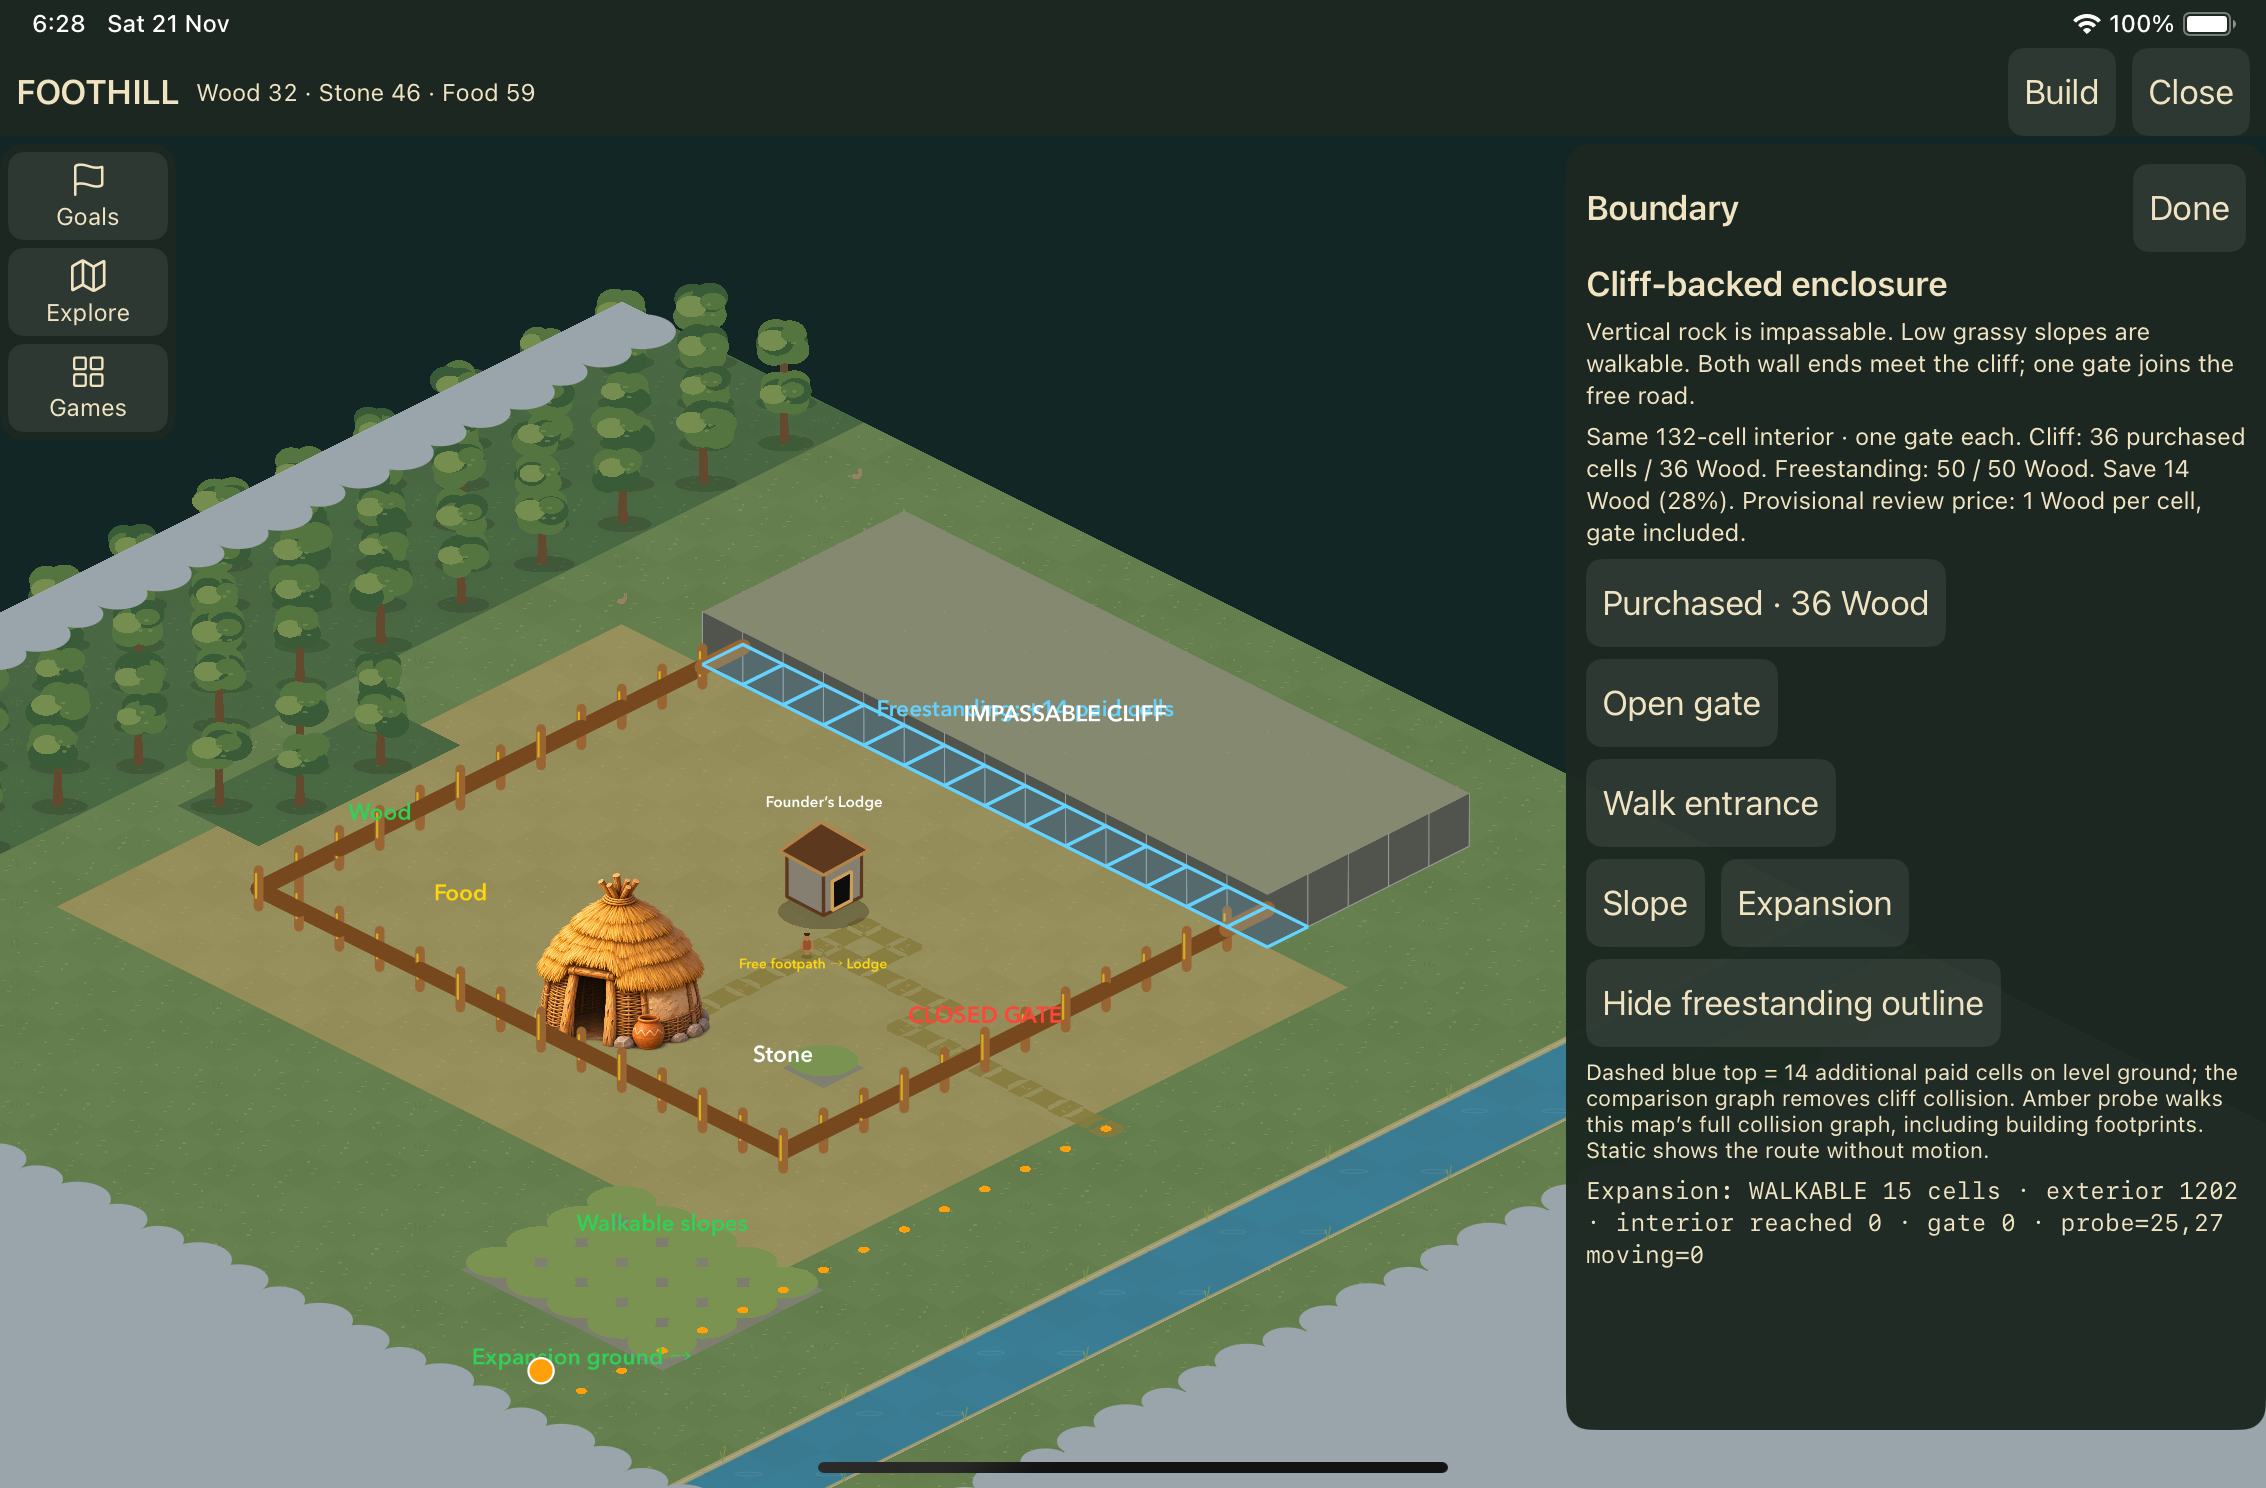 6:28 Sat 21 Nov
100%
FOOTHILL Wood 32 · Stone 46 · Food 59
Build
Close
Goals
Explore
Games
Boundary
Done
Cliff-backed enclosure
Vertical rock is impassable. Low grassy slopes are
walkable. Both wall ends meet the cliff; one gate joins the
free road.
Same 132-cell interior · one gate each. Cliff: 36 purchased
cells / 36 Wood. Freestanding: 50 / 50 Wood. Save 14
Wood (28%). Provisional review price: 1 Wood per cell,
gate included.
Purchased · 36 Wood
Open gate
Walk entrance
Slope
Expansion
Hide freestanding outline
Dashed blue top = 14 additional paid cells on level ground; the
comparison graph removes cliff collision. Amber probe walks
this map’s full collision graph, including building footprints.
Static shows the route without motion.
Expansion: WALKABLE 15 cells · exterior 1202
· interior reached 0 · gate 0 · probe=25,27
moving=0
Freestanding: +14 paid cells
IMPASSABLE CLIFF
Founder’s Lodge
Wood
Food
Free footpath → Lodge
CLOSED GATE
Stone
Walkable slopes
Expansion ground →